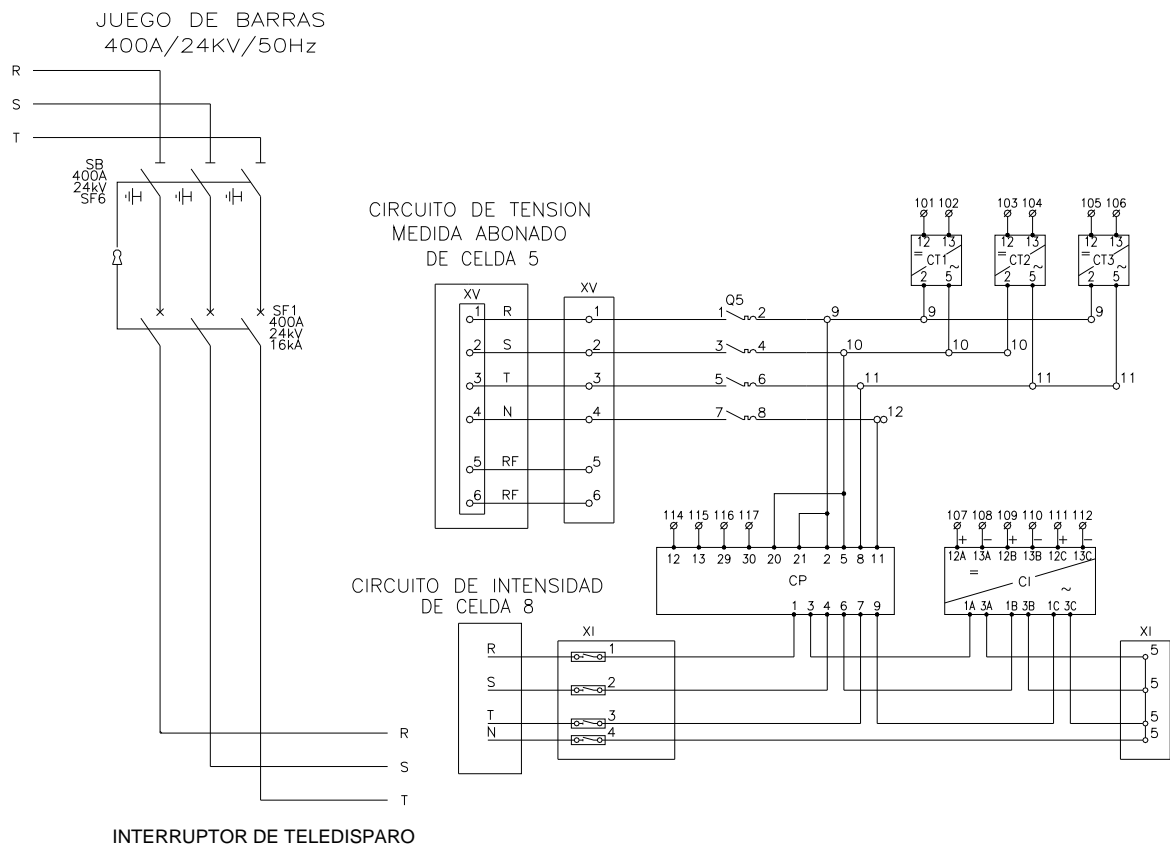 JUEGO DE BARRAS
400A/24KV/50Hz
R
S
T
SB
400A
24kV
SF6
SF1
400A
24kV
16kA
R
S
T
INTERRUPTOR DE TELEDISPARO
CIRCUITO DE TENSION
MEDIDA ABONADO
DE CELDA 5
XV XV
1 R 1 1 Q5 2 9 9 9
2 S 2 3 4 10 10 10
3 T 3 5 6 11 11 11
4 N 4 7 8 12
5 RF 5
6 RF 6
101 102 103 104 105 106
12 13 12 13 12 13
= CT1 ~ = CT2 ~ = CT3 ~
2 5 2 5 2 5
114 115 116 117
12 13 29 30 20 21 2 5 8 11
CP
1 3 4 6 7 9
107 108 109 110 111 112
+ − + − + −
12A 13A 12B 13B 12C 13C
= CI ~
1A 3A 1B 3B 1C 3C
CIRCUITO DE INTENSIDAD
DE CELDA 8
XI XI
R 1 5
S 2 5
T 3 5
N 4 5